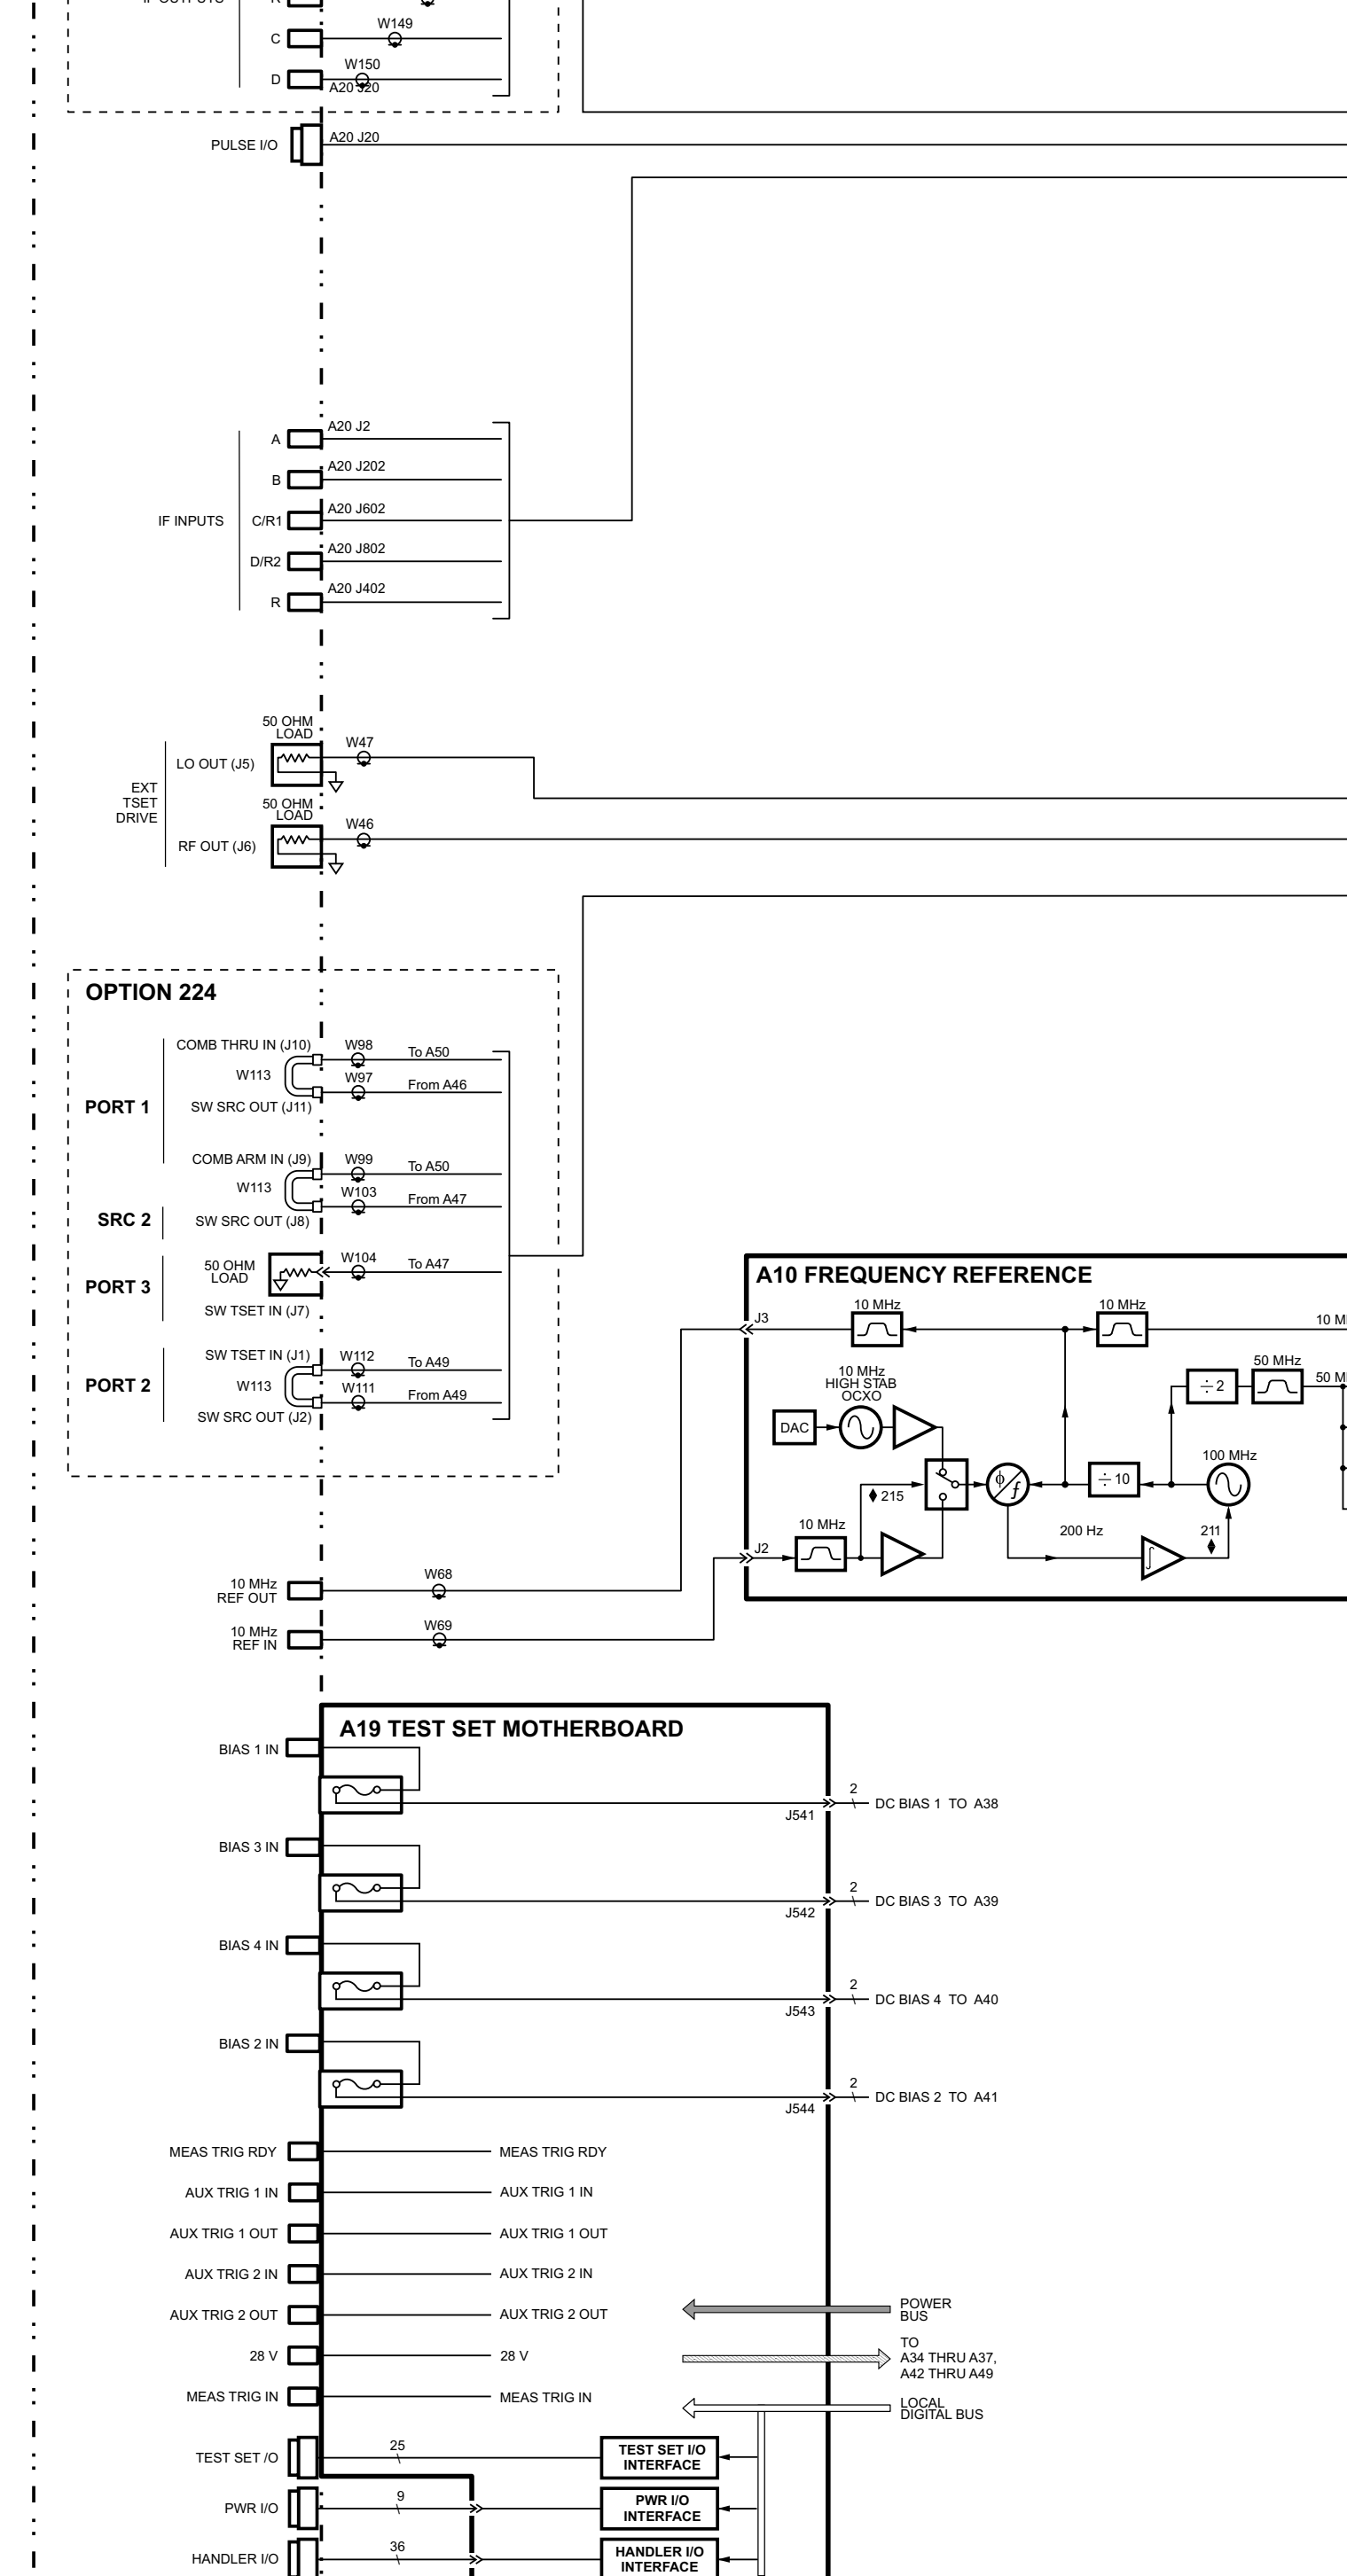 C
W149
D
W150
A20 J20
PULSE I/O
A20 J20
A
A20 J2
B
A20 J202
IF INPUTS
C/R1
A20 J602
D/R2
A20 J802
R
A20 J402
50 OHM
LOAD
LO OUT (J5)
W47
EXT
TSET
DRIVE
50 OHM
LOAD
RF OUT (J6)
W46
OPTION 224
COMB THRU IN (J10)
W98
To A50
W113
W97
From A46
PORT 1
SW SRC OUT (J11)
COMB ARM IN (J9)
W99
To A50
W113
W103
From A47
SRC 2
SW SRC OUT (J8)
50 OHM
LOAD
W104
To A47
PORT 3
SW TSET IN (J7)
SW TSET IN (J1)
W112
To A49
PORT 2
W113
W111
From A49
SW SRC OUT (J2)
A10 FREQUENCY REFERENCE
J3
10 MHz
10 MHz
10 M
10 MHz
HIGH STAB
OCXO
DAC
÷ 2
50 MHz
50 M
215
ϕ
f
÷ 10
100 MHz
J2
10 MHz
200 Hz
∫
211
10 MHz
REF OUT
W68
10 MHz
REF IN
W69
A19 TEST SET MOTHERBOARD
BIAS 1 IN
J541
2
DC BIAS 1 TO A38
BIAS 3 IN
J542
2
DC BIAS 3 TO A39
BIAS 4 IN
J543
2
DC BIAS 4 TO A40
BIAS 2 IN
J544
2
DC BIAS 2 TO A41
MEAS TRIG RDY
MEAS TRIG RDY
AUX TRIG 1 IN
AUX TRIG 1 IN
AUX TRIG 1 OUT
AUX TRIG 1 OUT
AUX TRIG 2 IN
AUX TRIG 2 IN
AUX TRIG 2 OUT
AUX TRIG 2 OUT
POWER
BUS
28 V
28 V
TO
A34 THRU A37,
A42 THRU A49
MEAS TRIG IN
MEAS TRIG IN
LOCAL
DIGITAL BUS
TEST SET /O
25
TEST SET I/O
INTERFACE
PWR I/O
9
PWR I/O
INTERFACE
HANDLER I/O
36
HANDLER I/O
INTERFACE